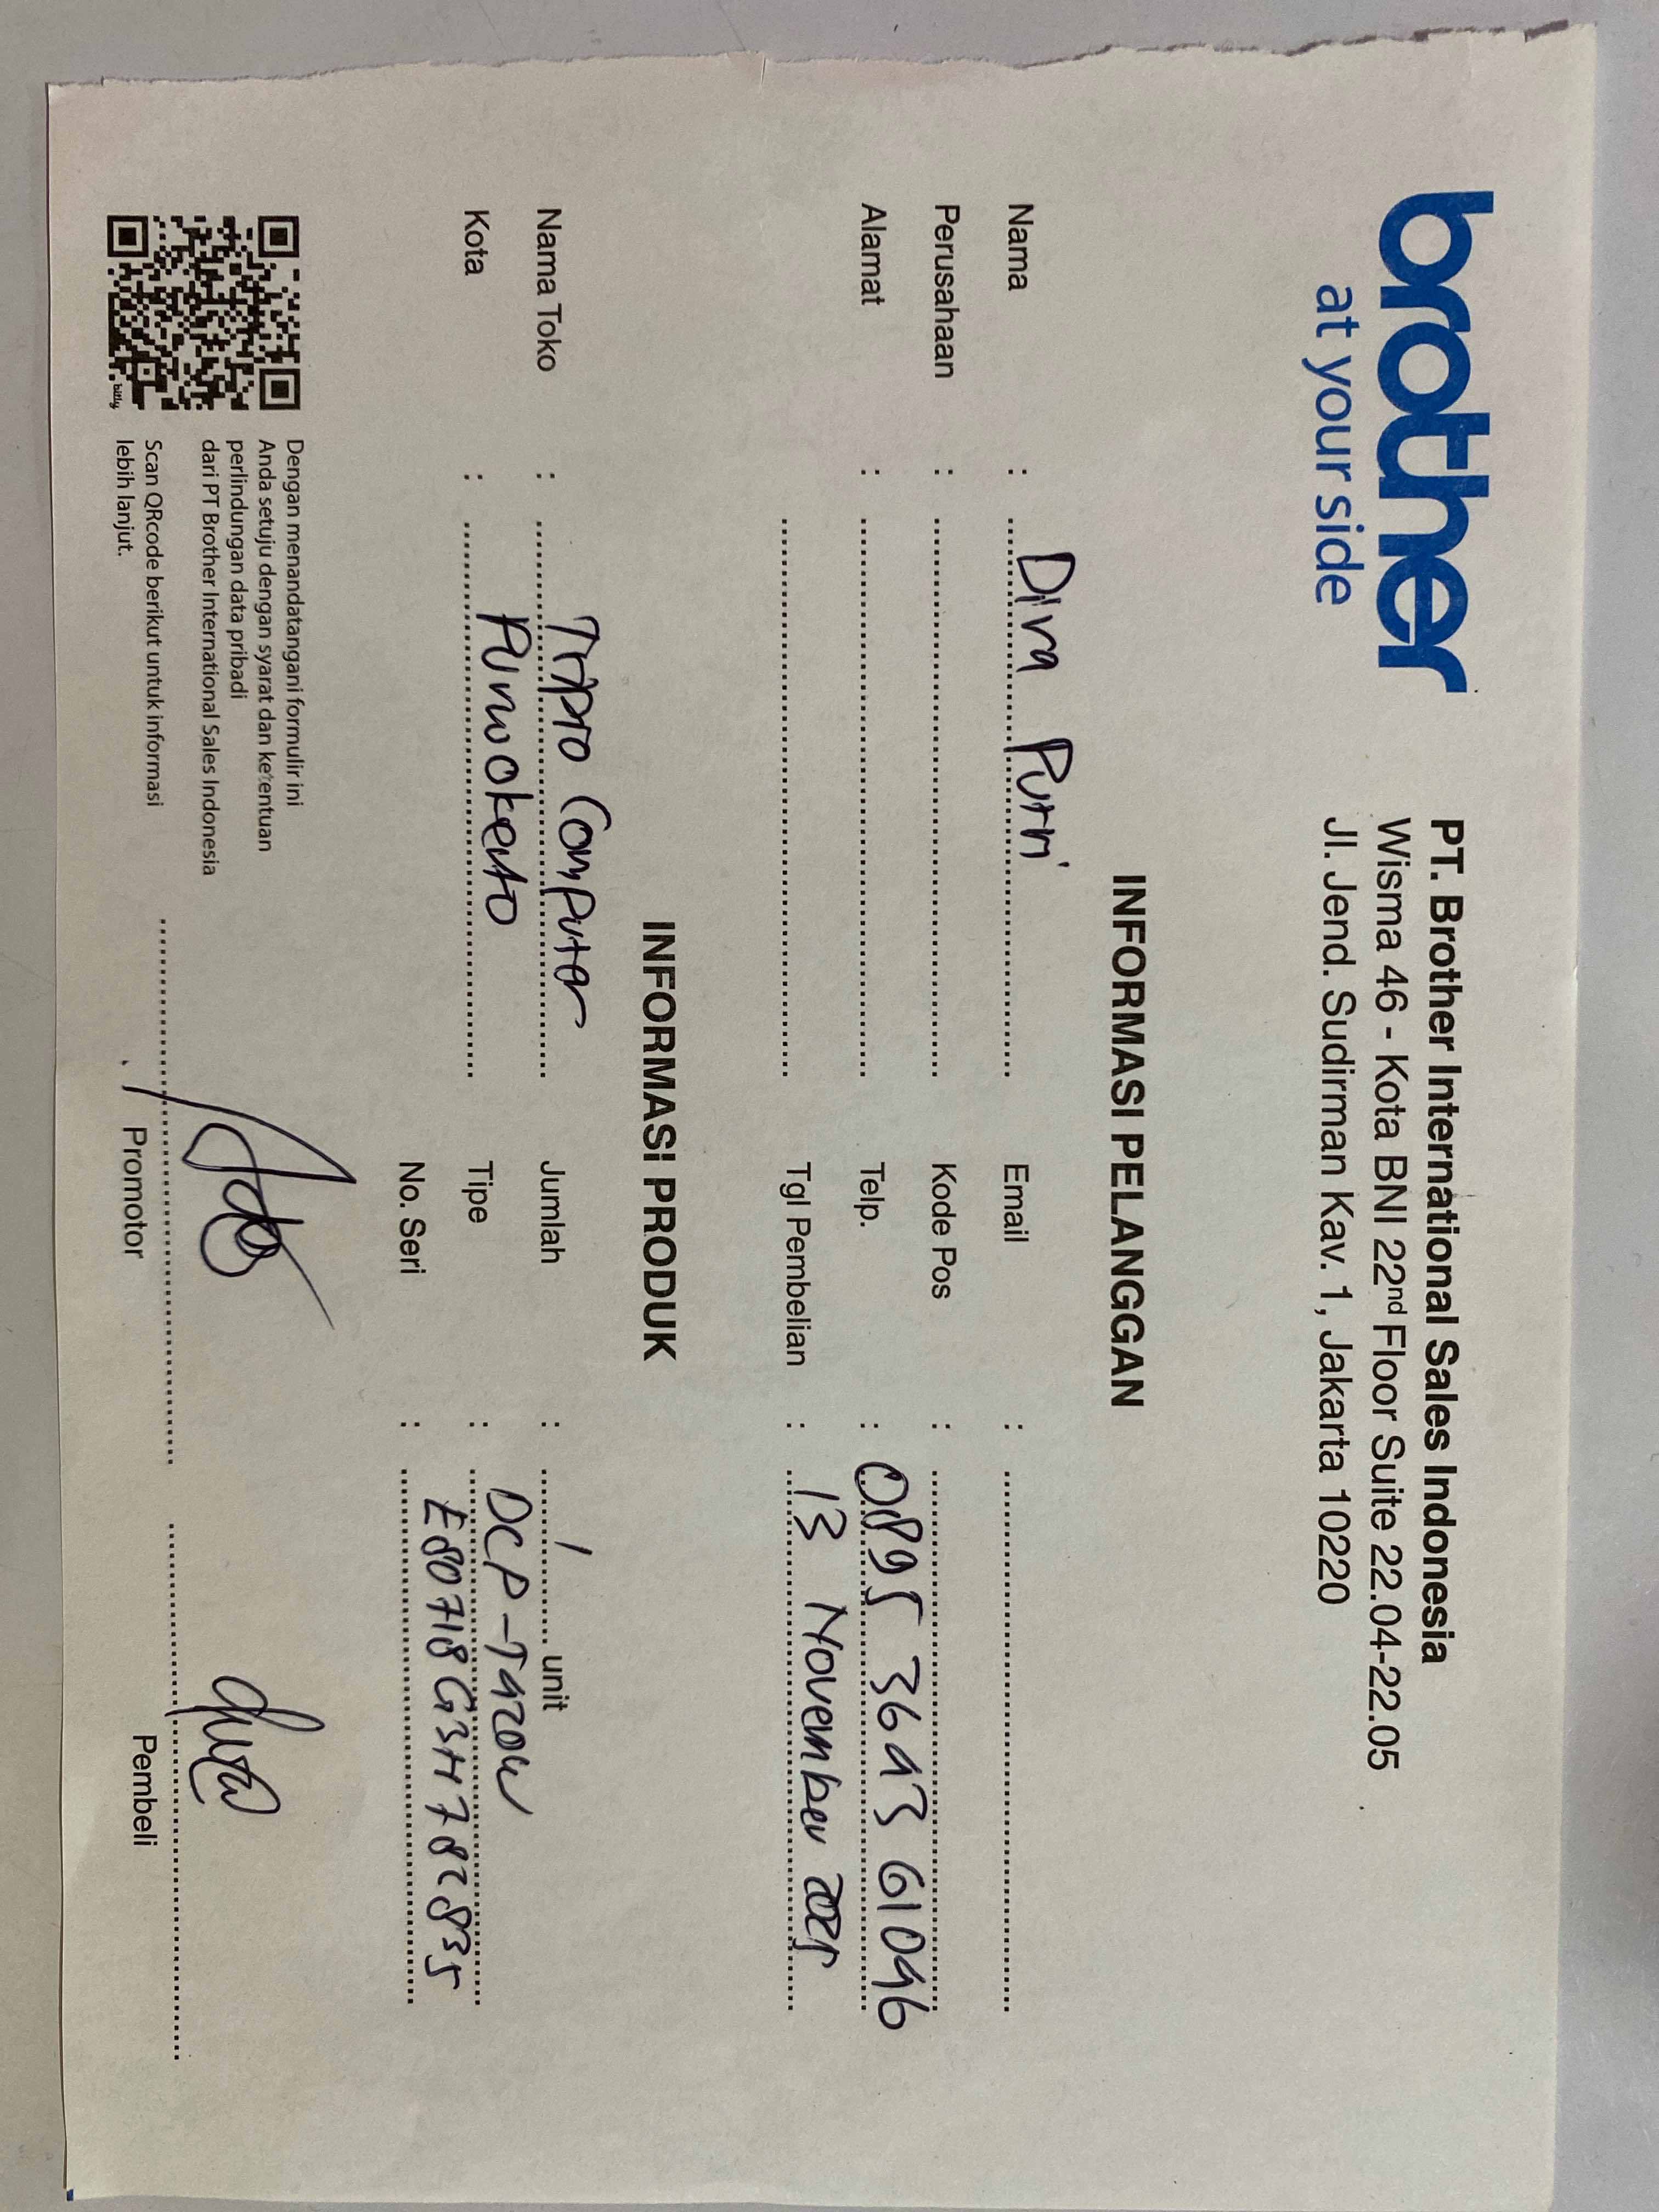 brother
at your side
PT. Brother International Sales Indonesia
Wisma 46 - Kota BNI 22nd Floor Suite 22.04-22.05
Jl. Jend. Sudirman Kav. 1, Jakarta 10220
INFORMASI PELANGGAN
Nama : Dira Putri Email :
Perusahaan : Kode Pos :
Alamat : Telp. : 0895 3643 61046
Tgl Pembelian : 13 November 2025
INFORMASI PRODUK
Nama Toko : Tripro Computer Jumlah : 1 unit
Kota : Purwokerto Tipe : DCP-T420W
No. Seri : E80718G3H782835
Dengan menandatangani formulir ini
Anda setuju dengan syarat dan ketentuan
perlindungan data pribadi
dari PT Brother International Sales Indonesia
Scan QRcode berikut untuk informasi
lebih lanjut.
bitly
Promotor Pembeli